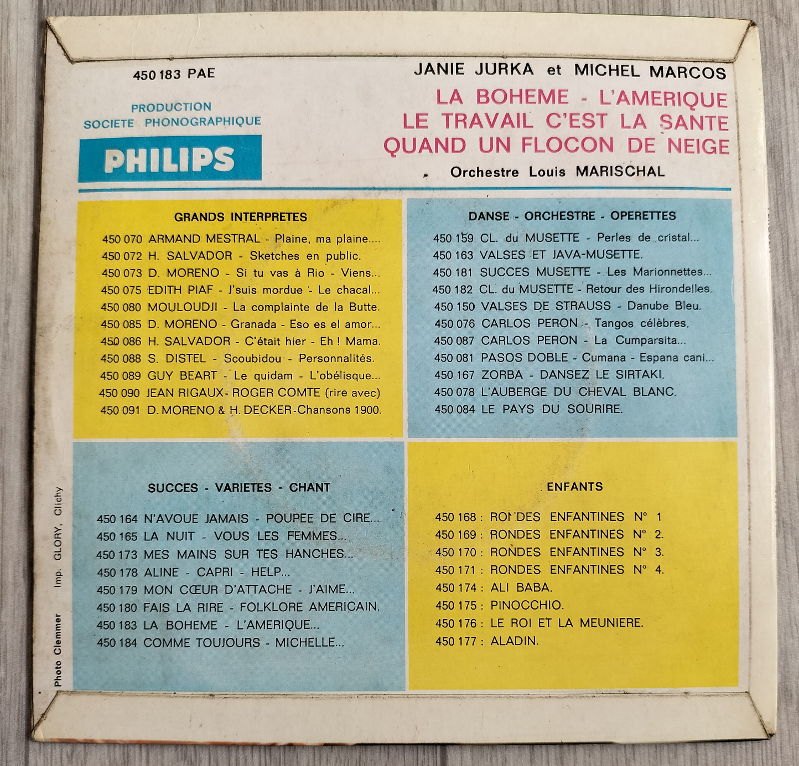 450 183 PAE
PRODUCTION
SOCIETE PHONOGRAPHIQUE
PHILIPS
JANIE JURKA et MICHEL MARCOS
LA BOHEME - L'AMERIQUE
LE TRAVAIL C'EST LA SANTE
QUAND UN FLOCON DE NEIGE
Orchestre Louis MARISCHAL
GRANDS INTERPRETES
450 070 ARMAND MESTRAL - Plaine, ma plaine....
450 072 H. SALVADOR - Sketches en public.
450 073 D. MORENO - Si tu vas à Rio - Viens...
450 075 EDITH PIAF - J'suis mordue - Le chacal...
450 080 MOULOUDJI - La complainte de la Butte.
450 085 D. MORENO - Granada - Eso es el amor...
450 086 H. SALVADOR - C'était hier - Eh ! Mama.
450 088 S. DISTEL - Scoubidou - Personnalités.
450 089 GUY BEART - Le quidam - L'obélisque...
450 090 JEAN RIGAUX - ROGER COMTE (rire avec)
450 091 D. MORENO & H. DECKER - Chansons 1900.
DANSE - ORCHESTRE - OPERETTES
450 159 CL. du MUSETTE - Perles de cristal...
450 163 VALSES ET JAVA-MUSETTE.
450 181 SUCCES MUSETTE - Les Marionnettes...
450 182 CL. du MUSETTE - Retour des Hirondelles.
450 150 VALSES DE STRAUSS - Danube Bleu.
450 076 CARLOS PERON - Tangos célèbres.
450 087 CARLOS PERON - La Cumparsita...
450 081 PASOS DOBLE - Cumana - Espana cani...
450 167 ZORBA - DANSEZ LE SIRTAKI.
450 078 L'AUBERGE DU CHEVAL BLANC.
450 084 LE PAYS DU SOURIRE.
SUCCES - VARIETES - CHANT
450 164 N'AVOUE JAMAIS - POUPEE DE CIRE...
450 165 LA NUIT - VOUS LES FEMMES...
450 173 MES MAINS SUR TES HANCHES...
450 178 ALINE - CAPRI - HELP...
450 179 MON CŒUR D'ATTACHE - J'AIME...
450 180 FAIS LA RIRE - FOLKLORE AMERICAIN.
450 183 LA BOHEME - L'AMERIQUE...
450 184 COMME TOUJOURS - MICHELLE...
ENFANTS
450 168 : RONDES ENFANTINES N° 1
450 169 : RONDES ENFANTINES N° 2.
450 170 : RONDES ENFANTINES N° 3.
450 171 : RONDES ENFANTINES N° 4.
450 174 : ALI BABA.
450 175 : PINOCCHIO.
450 176 : LE ROI ET LA MEUNIERE.
450 177 : ALADIN.
Photo Clemmer Imp. GLORY, Clichy